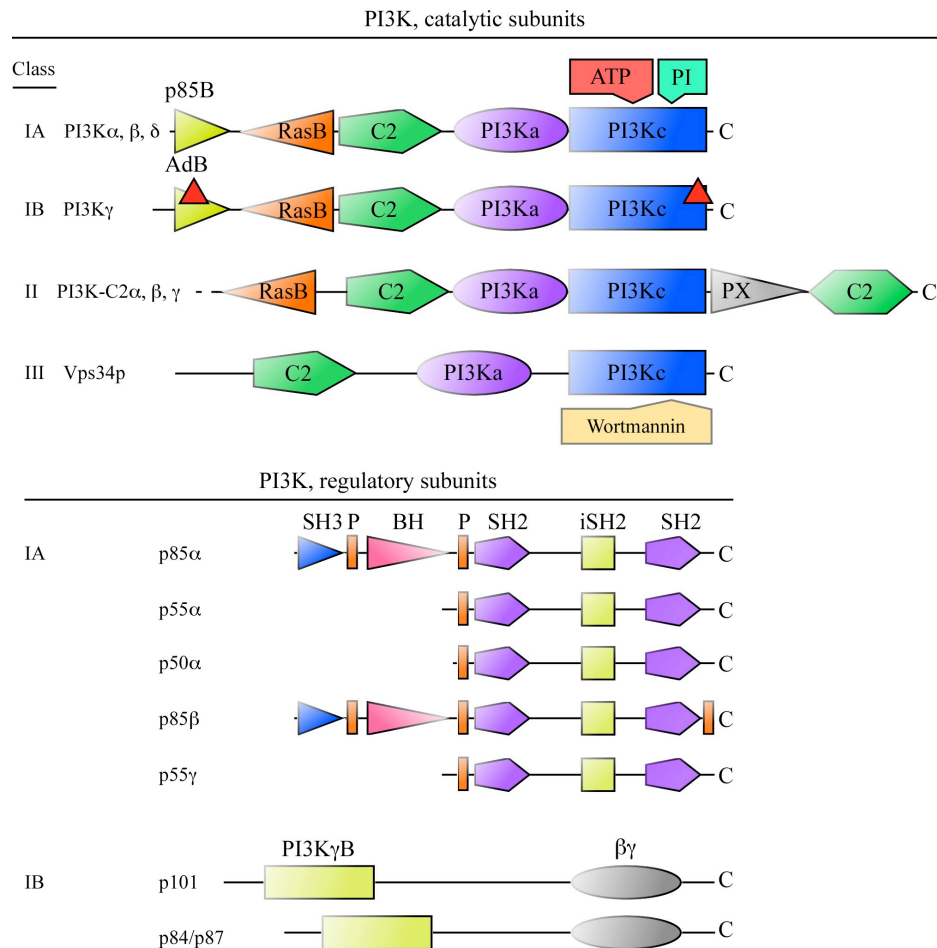 PI3K, catalytic subunits
Class
ATP PI
p85B
IA PI3Kα, β, δ RasB C2 PI3Ka PI3Kc C
AdB
IB PI3Kγ RasB C2 PI3Ka PI3Kc C
II PI3K-C2α, β, γ RasB C2 PI3Ka PI3Kc PX C2 C
III Vps34p C2 PI3Ka PI3Kc C
Wortmannin
PI3K, regulatory subunits
SH3 P BH P SH2 iSH2 SH2
IA p85α C
p55α C
p50α C
p85β C
p55γ C
PI3KγB βγ
IB p101 C
p84/p87 C